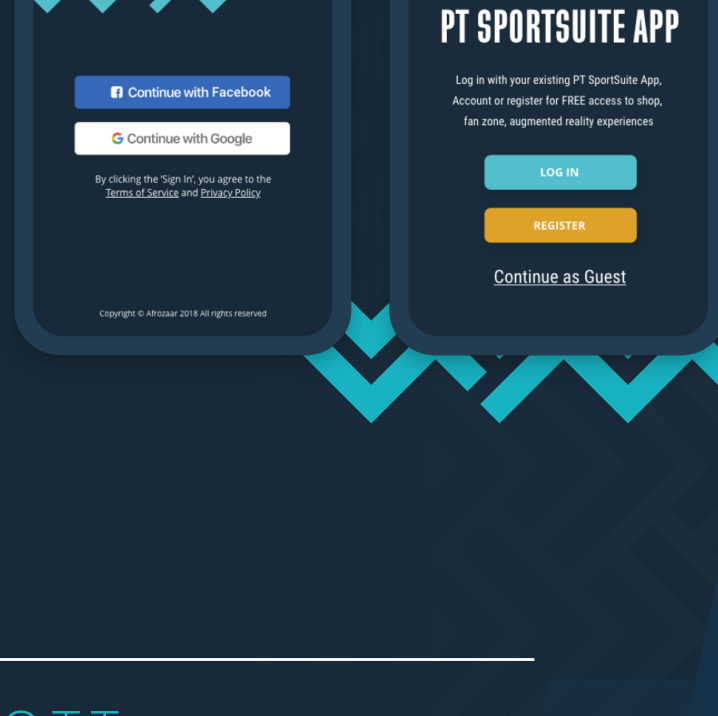 Continue with Facebook
Continue with Google
By clicking the 'Sign In', you agree to the
Terms of Service and Privacy Policy
Copyright © Afrozaar 2018 All rights reserved
PT SPORTSUITE APP
Log in with your existing PT SportSuite App,
Account or register for FREE access to shop,
fan zone, augmented reality experiences
LOG IN
REGISTER
Continue as Guest